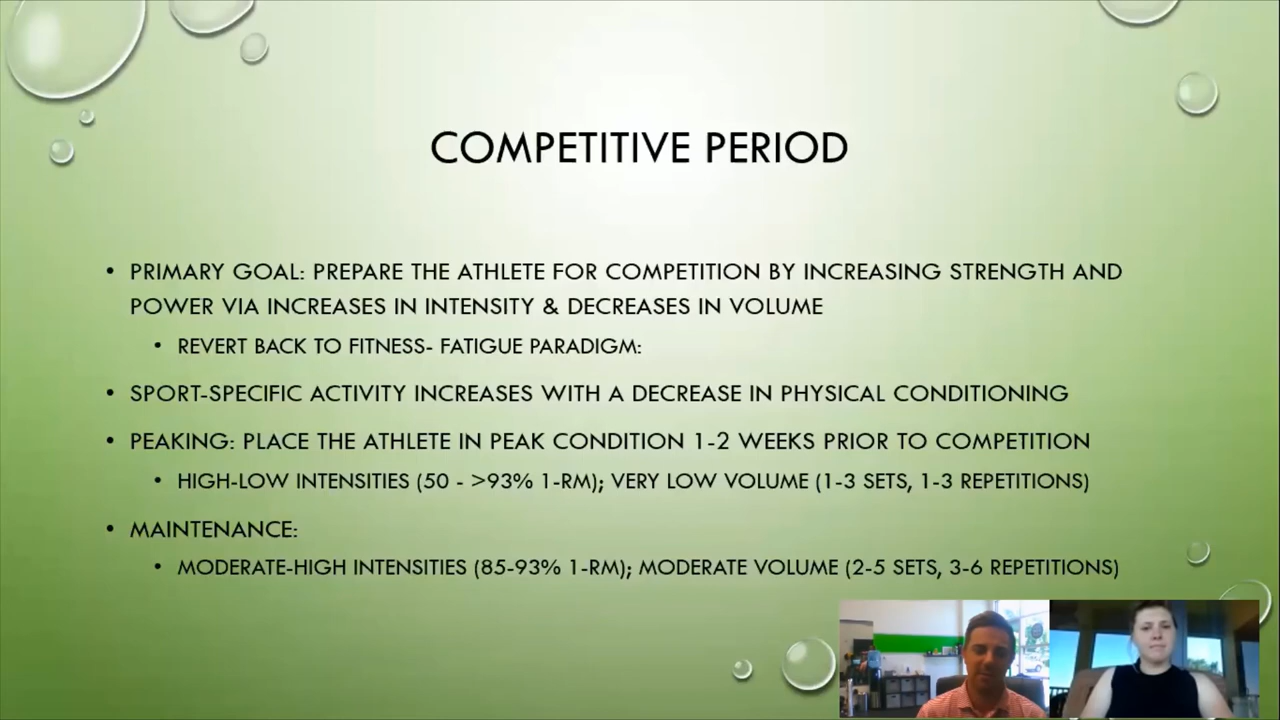 COMPETITIVE PERIOD
• PRIMARY GOAL: PREPARE THE ATHLETE FOR COMPETITION BY INCREASING STRENGTH AND
POWER VIA INCREASES IN INTENSITY & DECREASES IN VOLUME
• REVERT BACK TO FITNESS- FATIGUE PARADIGM:
• SPORT-SPECIFIC ACTIVITY INCREASES WITH A DECREASE IN PHYSICAL CONDITIONING
• PEAKING: PLACE THE ATHLETE IN PEAK CONDITION 1-2 WEEKS PRIOR TO COMPETITION
• HIGH-LOW INTENSITIES (50 - >93% 1-RM); VERY LOW VOLUME (1-3 SETS, 1-3 REPETITIONS)
• MAINTENANCE:
• MODERATE-HIGH INTENSITIES (85-93% 1-RM); MODERATE VOLUME (2-5 SETS, 3-6 REPETITIONS)